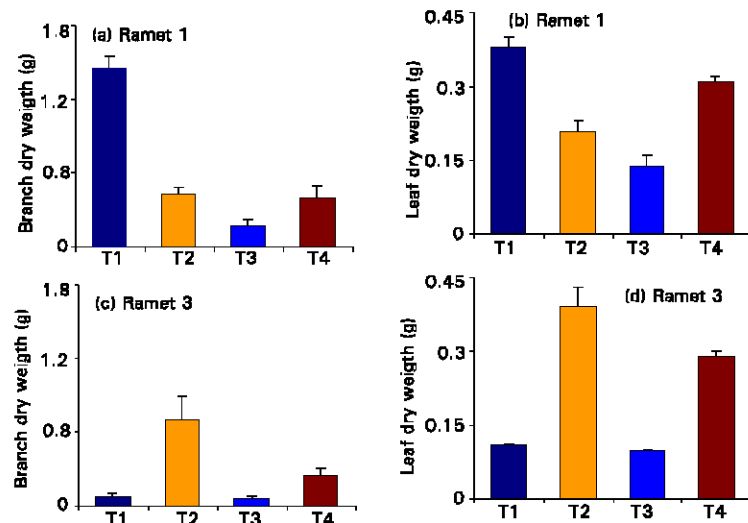 (a) Ramet 1
Branch dry weigth (g)
1.8
1.2
0.8
0
T1 T2 T3 T4
(b) Ramet 1
Leaf dry weigth (g)
0.45
0.3
0.15
0
T1 T2 T3 T4
(c) Ramet 3
Branch dry weigth (g)
1.8
1.2
0.8
0
T1 T2 T3 T4
(d) Ramet 3
Leaf dry weigth (g)
0.45
0.3
0.15
0
T1 T2 T3 T4